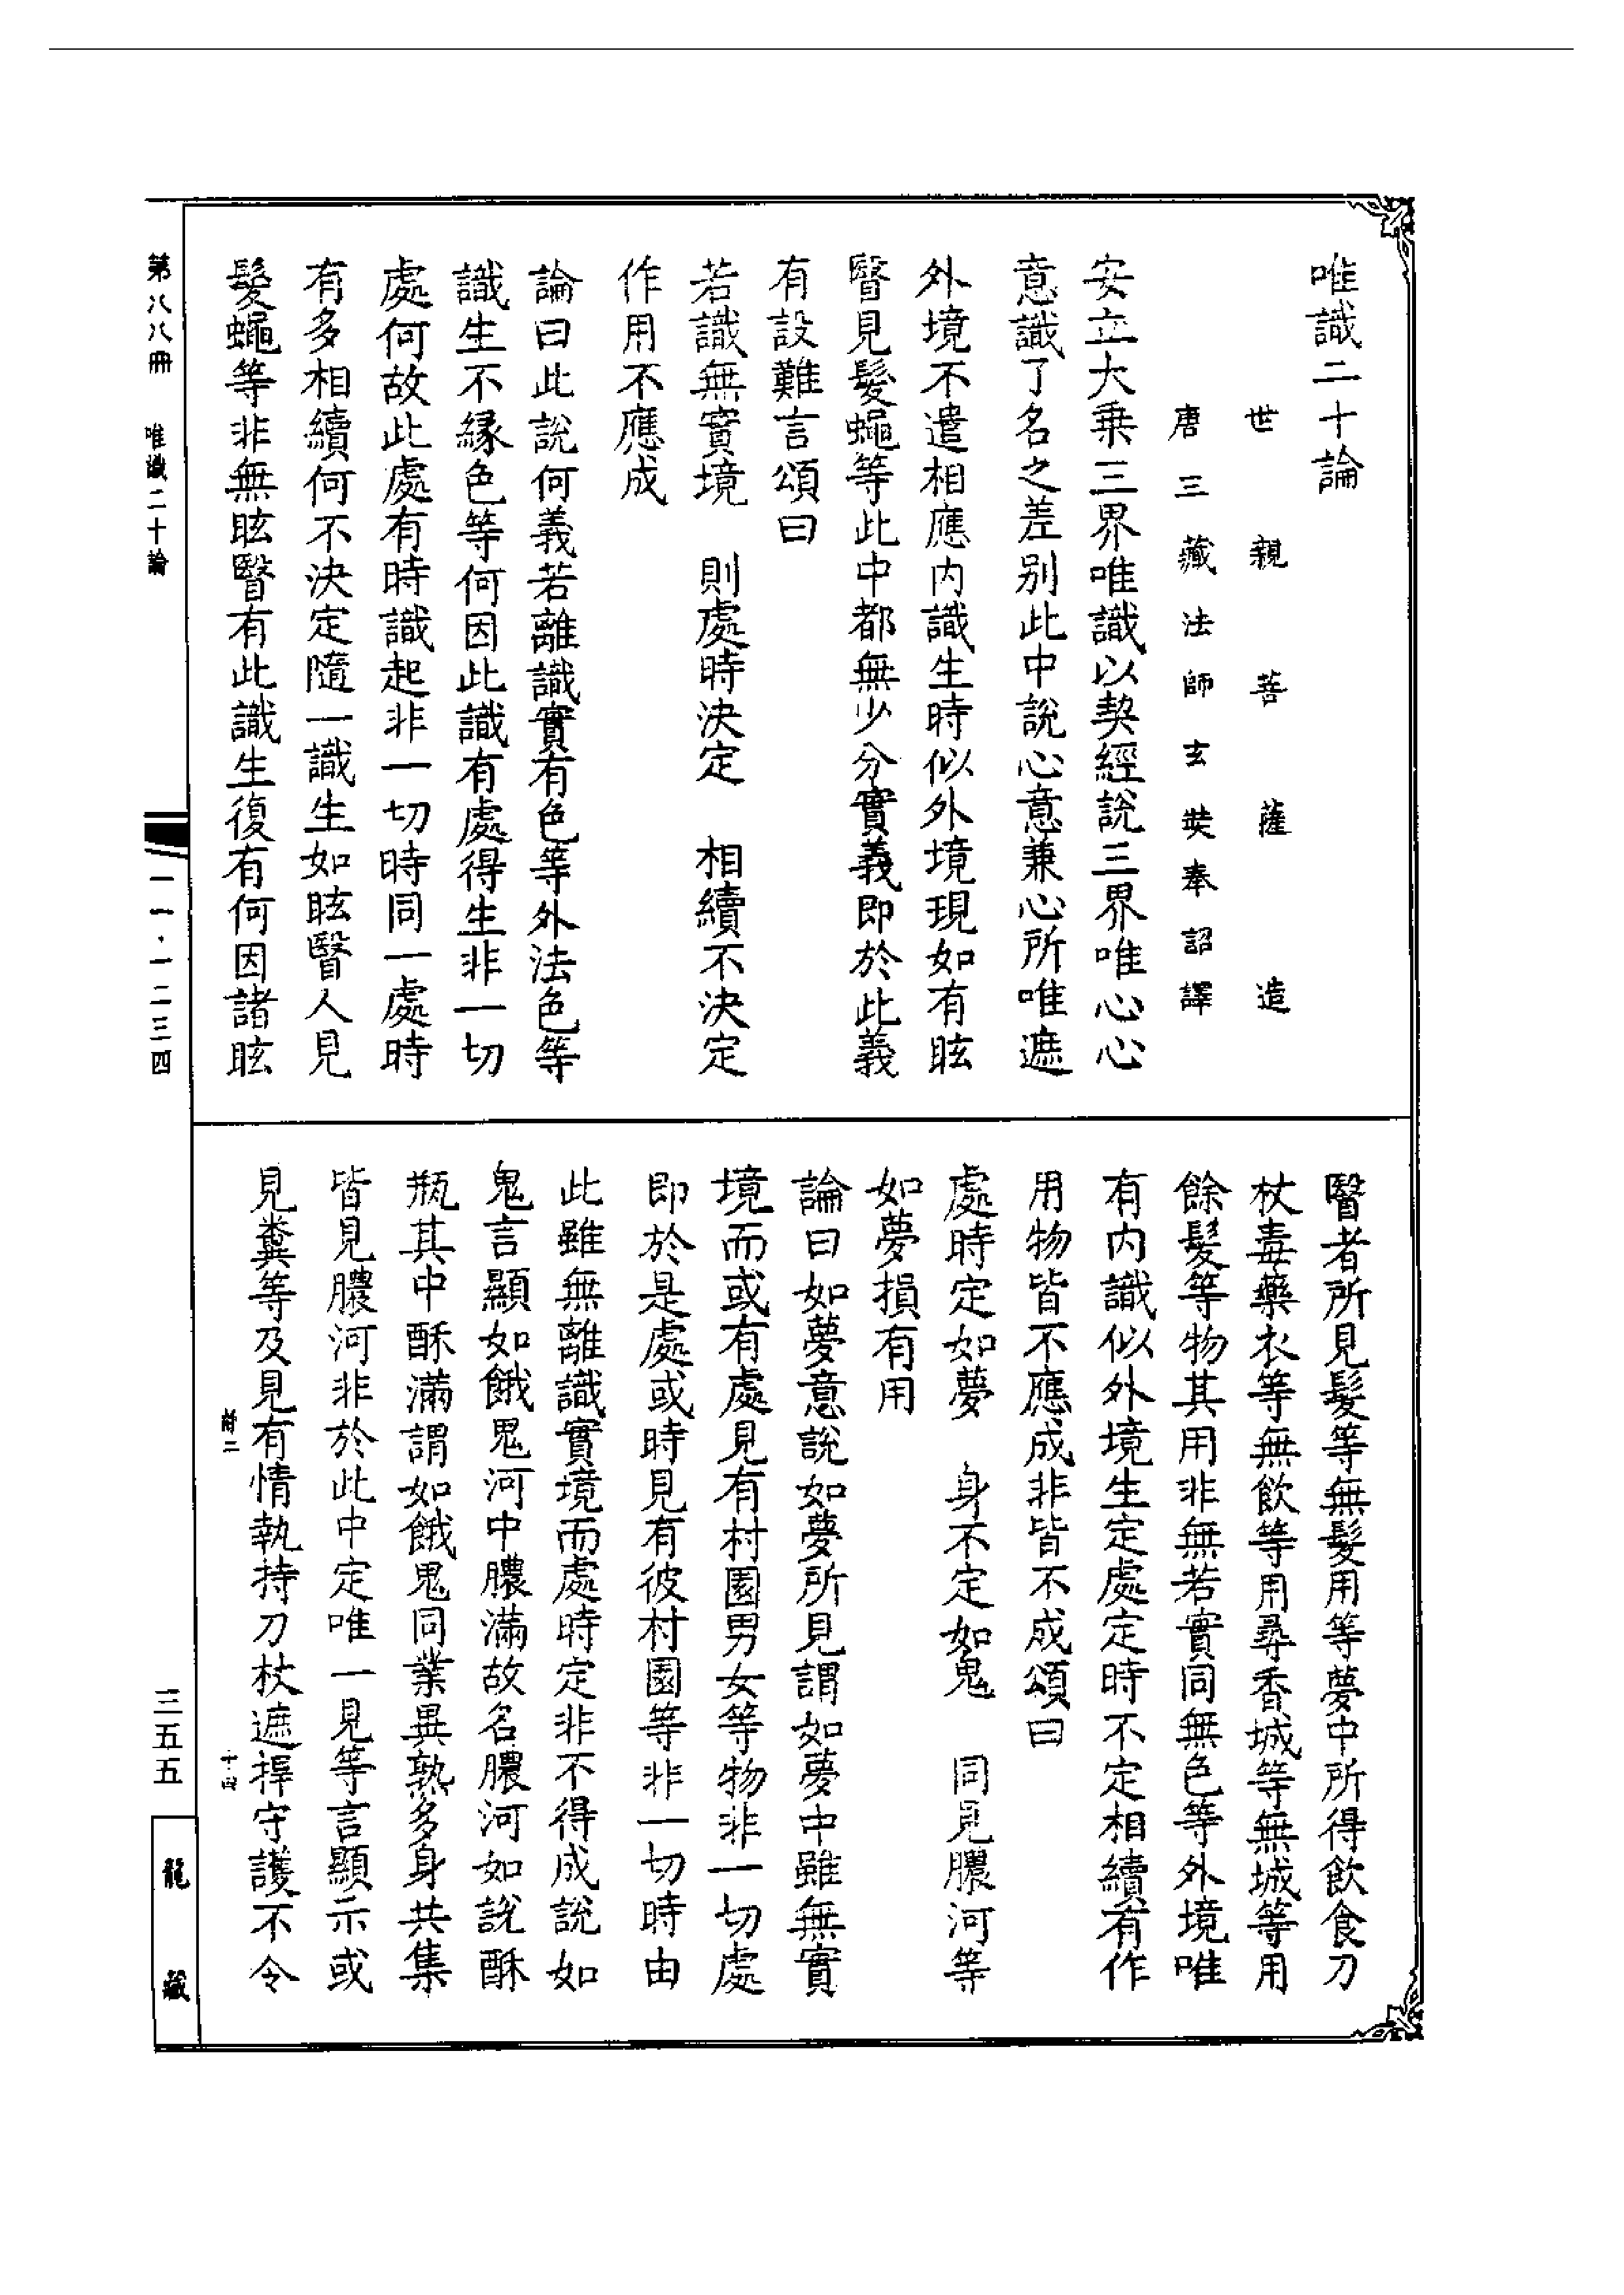 唯識二十論
世親菩薩造
唐三藏法師玄奘奉詔譯
安立大乗三界唯識以契經說三界唯心心
意識了名之差別此中說心意兼心所唯遮
外境不遣相應内識生時似外境現如有眩
瞖見髮蠅等此中都無少分實義即於此義
有設難言頌曰
若識無實境　則處時決定　相續不決定
作用不應成
論曰此說何義若離識實有色等外法色等
識生不縁色等何因此識有處得生非一切
處何故此處有時識起非一切時同一處時
有多相續何不決定隨一識生如眩瞖人見
髮蠅等非無眩瞖有此識生復有何因諸眩
瞖者所見髮等無髮用等夢中所得飲食刀
杖毒藥衣等無飲等用尋香城等無城等用
餘髮等物其用非無若實同無色等外境唯
有内識似外境生定處定時不定相續有作
用物皆不應成非皆不成頌曰
處時定如夢　身不定如鬼　同見膿河等
如夢損有用
論曰如夢意說如夢所見謂如夢中雖無實
境而或有處見有村園男女等物非一切處
即於是處或時見有彼村園等非一切時由
此雖無離識實境而處時定非不得成說如
鬼言顯如餓鬼河中膿滿故名膿河如說酥
瓶其中酥滿謂如餓鬼同業異熟多身共集
皆見膿河非於此中定唯一見等言顯示或
見糞等及見有情執持刀杖遮捍守護不令
二　十四
第八八冊　唯識二十論
一一·一二三四
三五五
龍藏